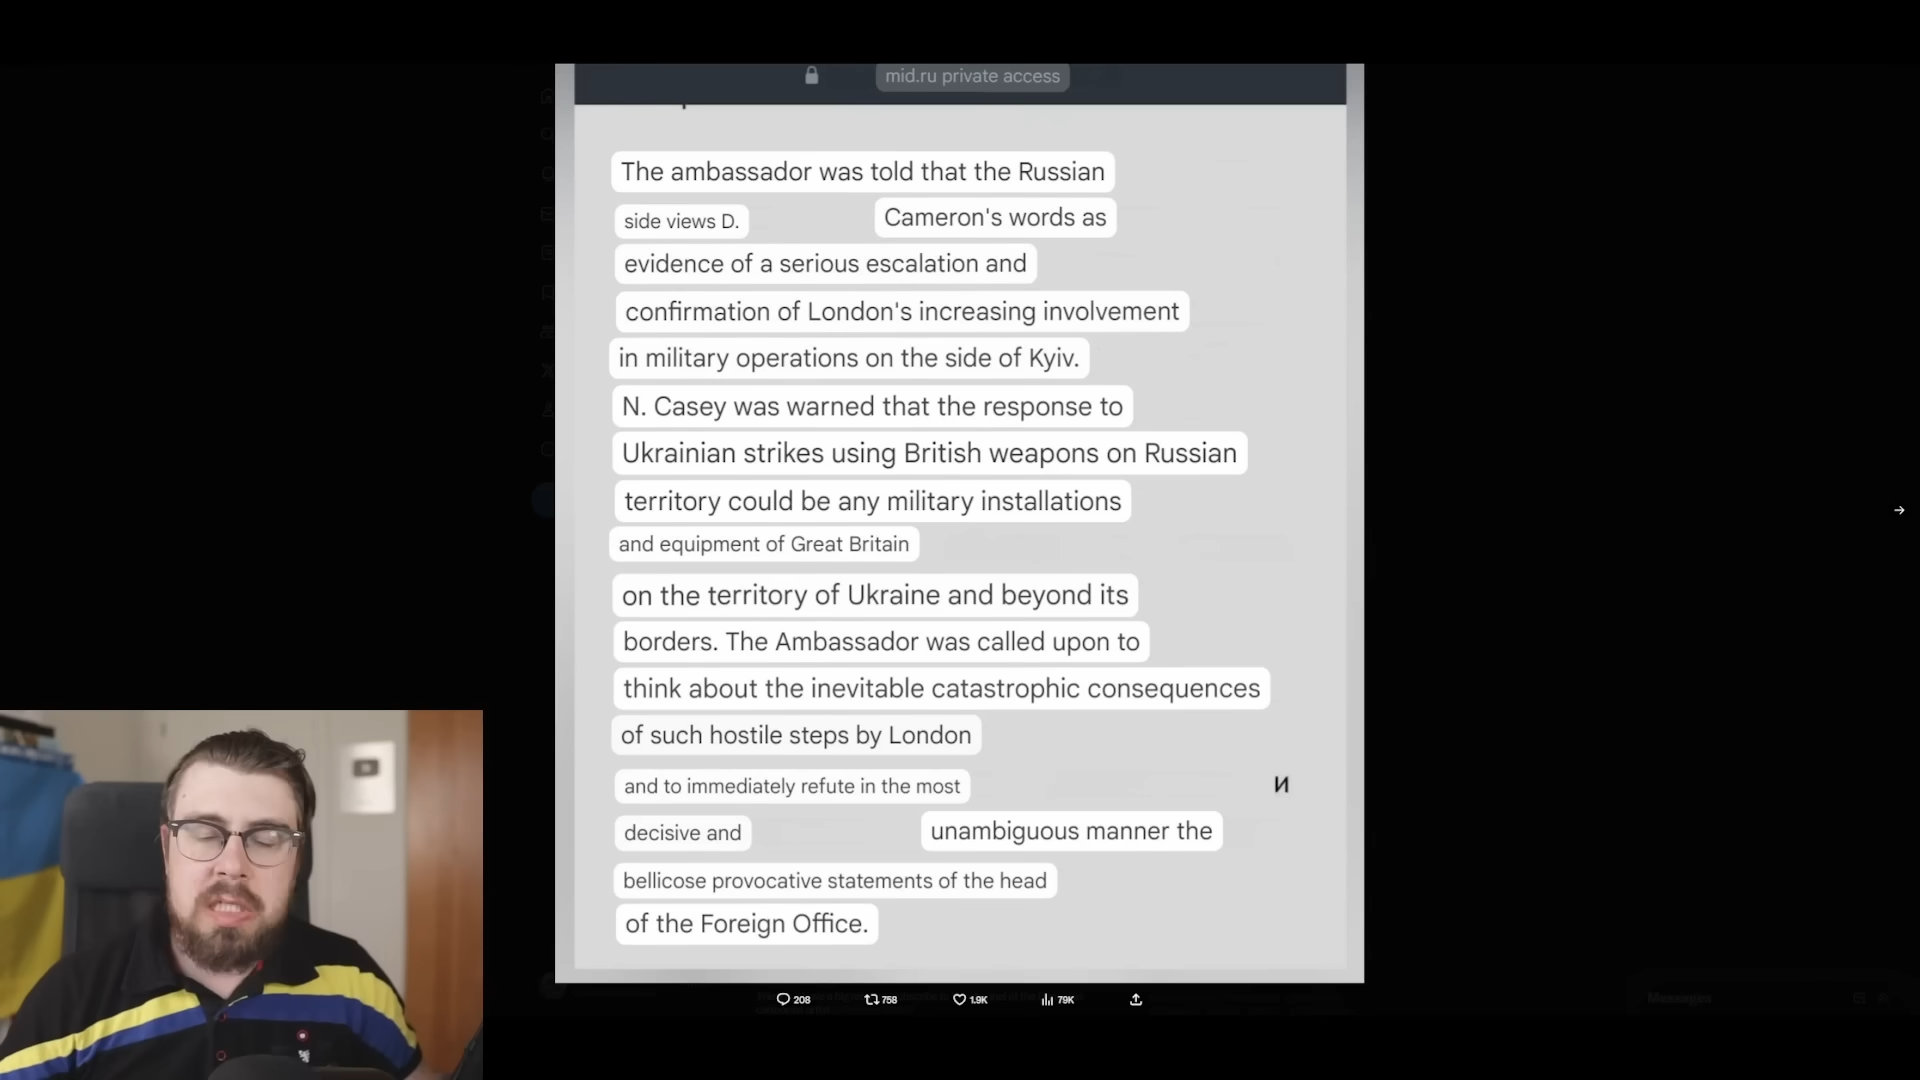 mid.ru private access
The ambassador was told that the Russian
side views D. Cameron's words as
evidence of a serious escalation and
confirmation of London's increasing involvement
in military operations on the side of Kyiv.
N. Casey was warned that the response to
Ukrainian strikes using British weapons on Russian
territory could be any military installations
and equipment of Great Britain
on the territory of Ukraine and beyond its
borders. The Ambassador was called upon to
think about the inevitable catastrophic consequences
of such hostile steps by London
and to immediately refute in the most И
decisive and unambiguous manner the
bellicose provocative statements of the head
of the Foreign Office.
208 758 1.9K 79K
Messages